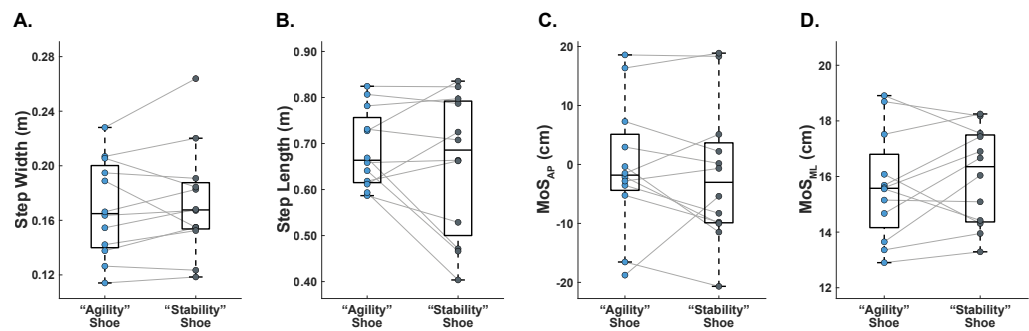 A.
Step Width (m)
0.28
0.24
0.20
0.16
0.12
“Agility”
Shoe
“Stability”
Shoe
B.
Step Length (m)
0.90
0.80
0.70
0.60
0.50
0.40
“Agility”
Shoe
“Stability”
Shoe
C.
MoSAP (cm)
20
10
0
-10
-20
“Agility”
Shoe
“Stability”
Shoe
D.
MoSML (cm)
20
18
16
14
12
“Agility”
Shoe
“Stability”
Shoe